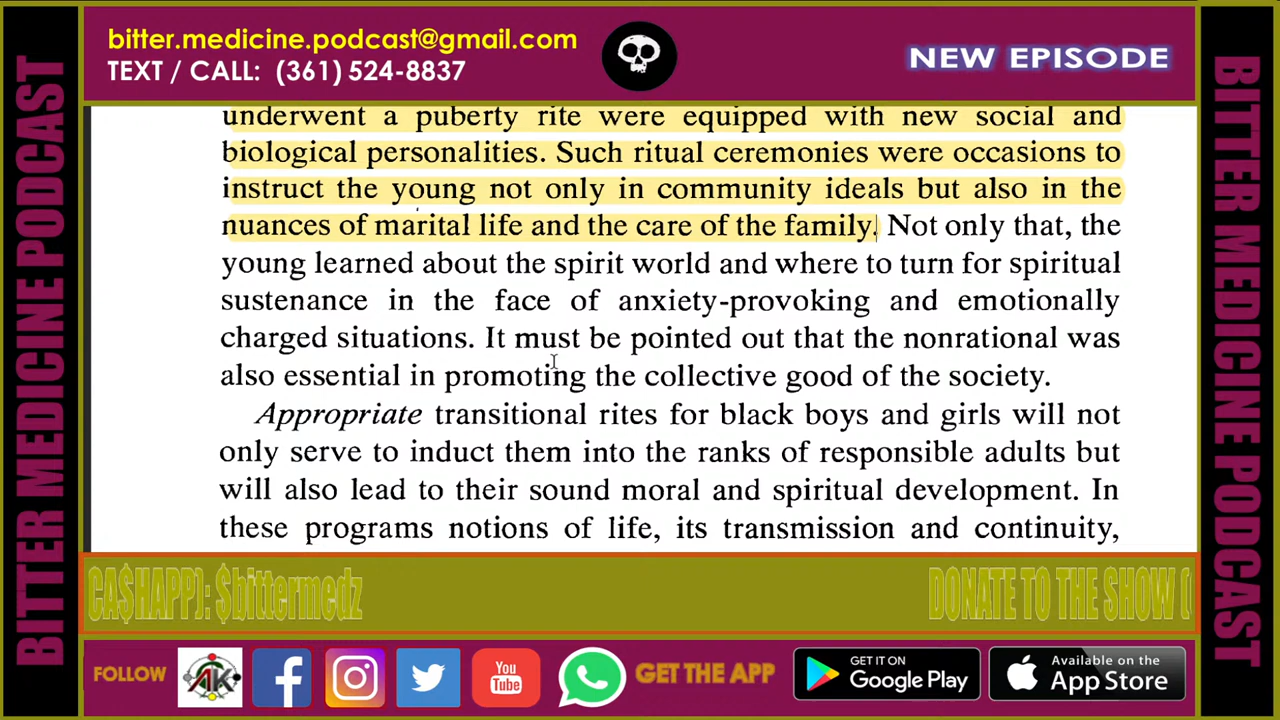 bitter.medicine.podcast@gmail.com
TEXT / CALL: (361) 524-8837
NEW EPISODE
BITTER MEDICINE PODCAST
underwent a puberty rite were equipped with new social and
biological personalities. Such ritual ceremonies were occasions to
instruct the young not only in community ideals but also in the
nuances of marital life and the care of the family. Not only that, the
young learned about the spirit world and where to turn for spiritual
sustenance in the face of anxiety-provoking and emotionally
charged situations. It must be pointed out that the nonrational was
also essential in promoting the collective good of the society.
Appropriate transitional rites for black boys and girls will not
only serve to induct them into the ranks of responsible adults but
will also lead to their sound moral and spiritual development. In
these programs notions of life, its transmission and continuity,
BITTER MEDICINE PODCAST
CA$HAPP): $bittermedz
DONATE TO THE SHOW (
FOLLOW
You
Tube
GET THE APP
GET IT ON
Google Play
Available on the
App Store